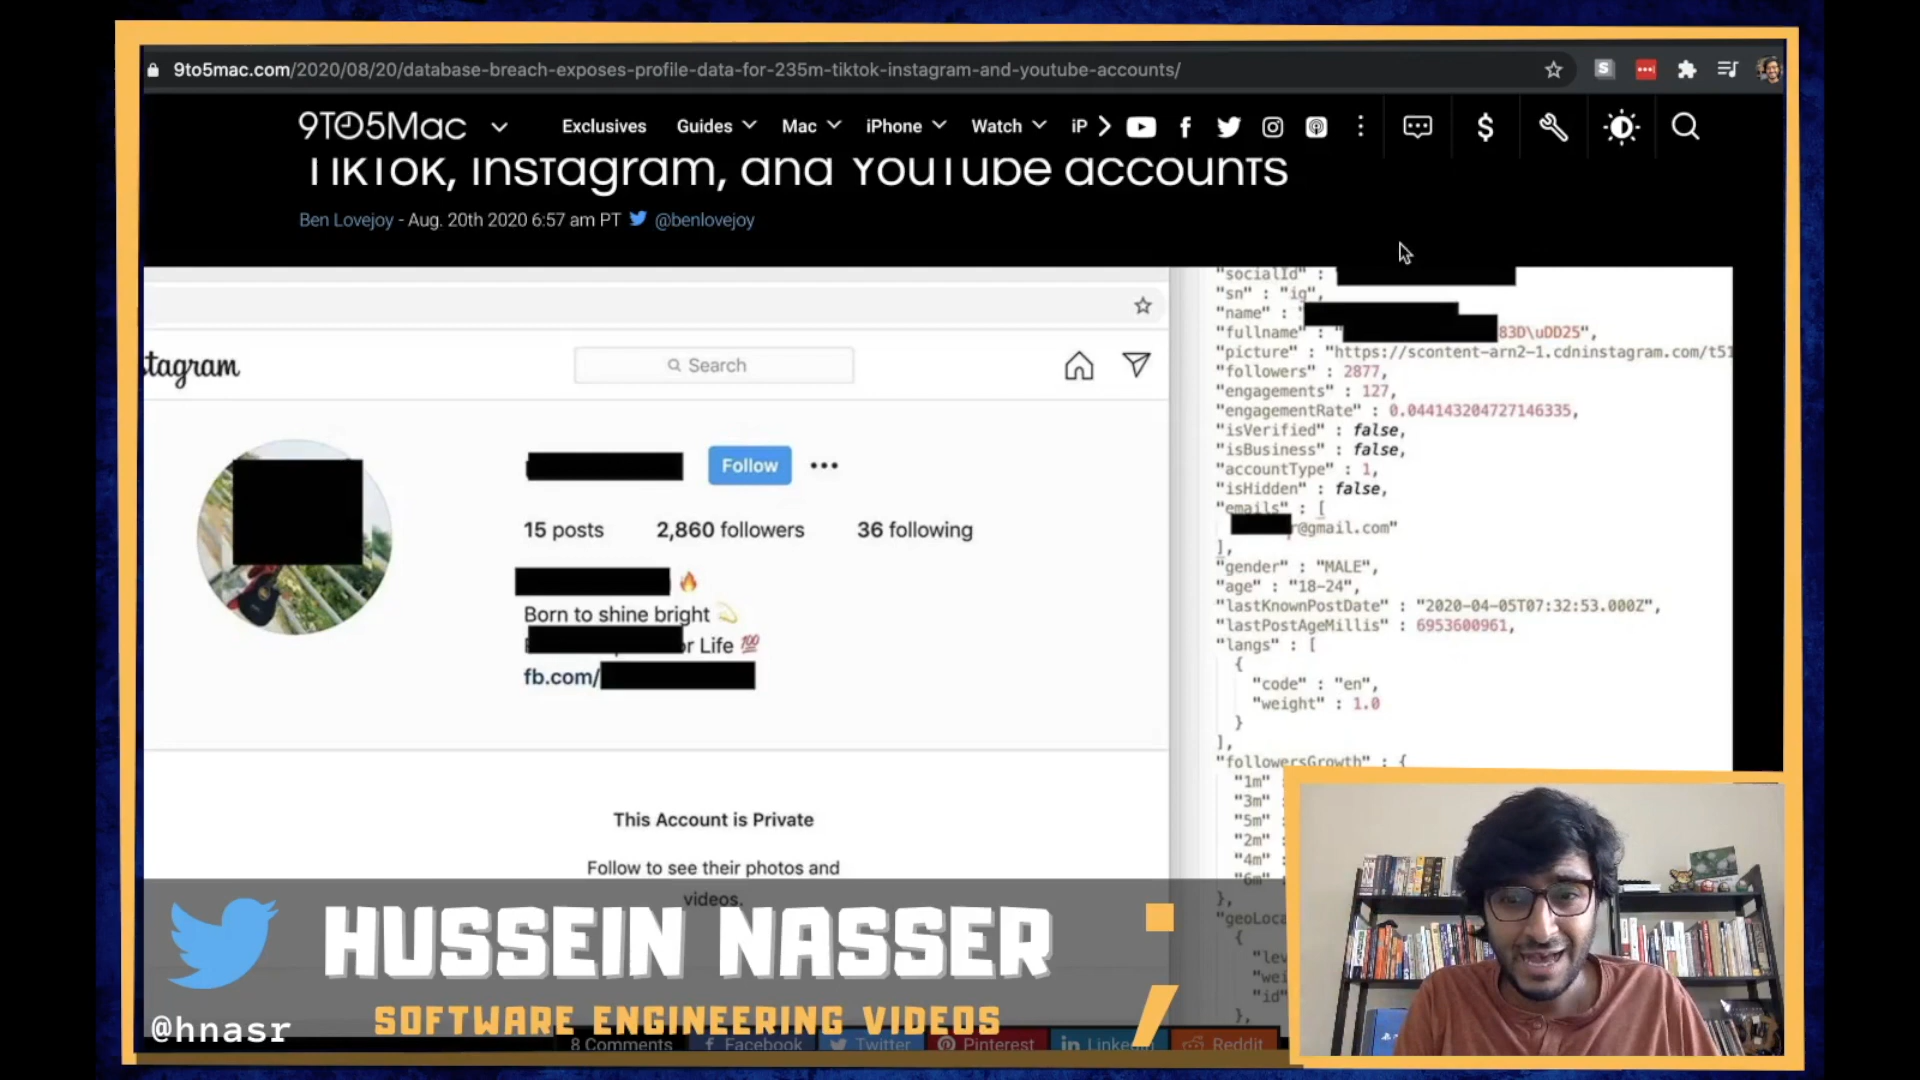 9to5mac.com/2020/08/20/database-breach-exposes-profile-data-for-235m-tiktok-instagram-and-youtube-accounts/
9TO5Mac
Exclusives Guides Mac iPhone Watch iP
TikTok, Instagram, and YouTube accounts
Ben Lovejoy - Aug. 20th 2020 6:57 am PT @benlovejoy
tagram
Search
Follow
15 posts 2,860 followers 36 following
Born to shine bright
r Life 💯
fb.com/
This Account is Private
Follow to see their photos and
videos.
"socialId" :
"sn" : "ig",
"name" : "
"fullname" : " 83D\uDD25",
"picture" : "https://scontent-arn2-1.cdninstagram.com/t51
"followers" : 2877,
"engagements" : 127,
"engagementRate" : 0.044143204727146335,
"isVerified" : false,
"isBusiness" : false,
"accountType" : 1,
"isHidden" : false,
"emails" : [
r@gmail.com"
],
"gender" : "MALE",
"age" : "18-24",
"lastKnownPostDate" : "2020-04-05T07:32:53.000Z",
"lastPostAgeMillis" : 6953600961,
"langs" : [
{
"code" : "en",
"weight" : 1.0
}
],
"followersGrowth" : {
"1m"
"3m"
"5m"
"2m"
"4m"
"6m"
},
"geoLoca
{
"lev
"wei
"id"
},
HUSSEIN NASSER
SOFTWARE ENGINEERING VIDEOS
;
@hnasr
8 Comments Facebook Twitter Pinterest LinkedIn Reddit